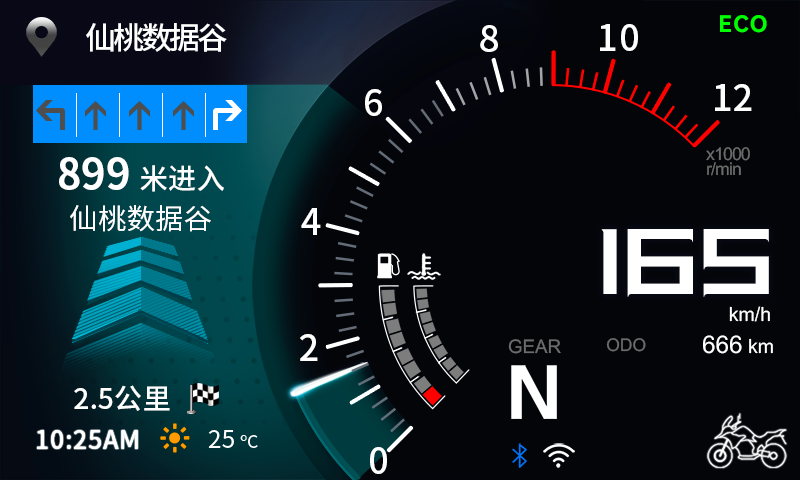 仙桃数据谷
ECO
899 米进入
仙桃数据谷
2.5公里
10:25AM
25 ℃
0
2
4
6
8
10
12
x1000
r/min
165
km/h
GEAR
N
ODO
666 km